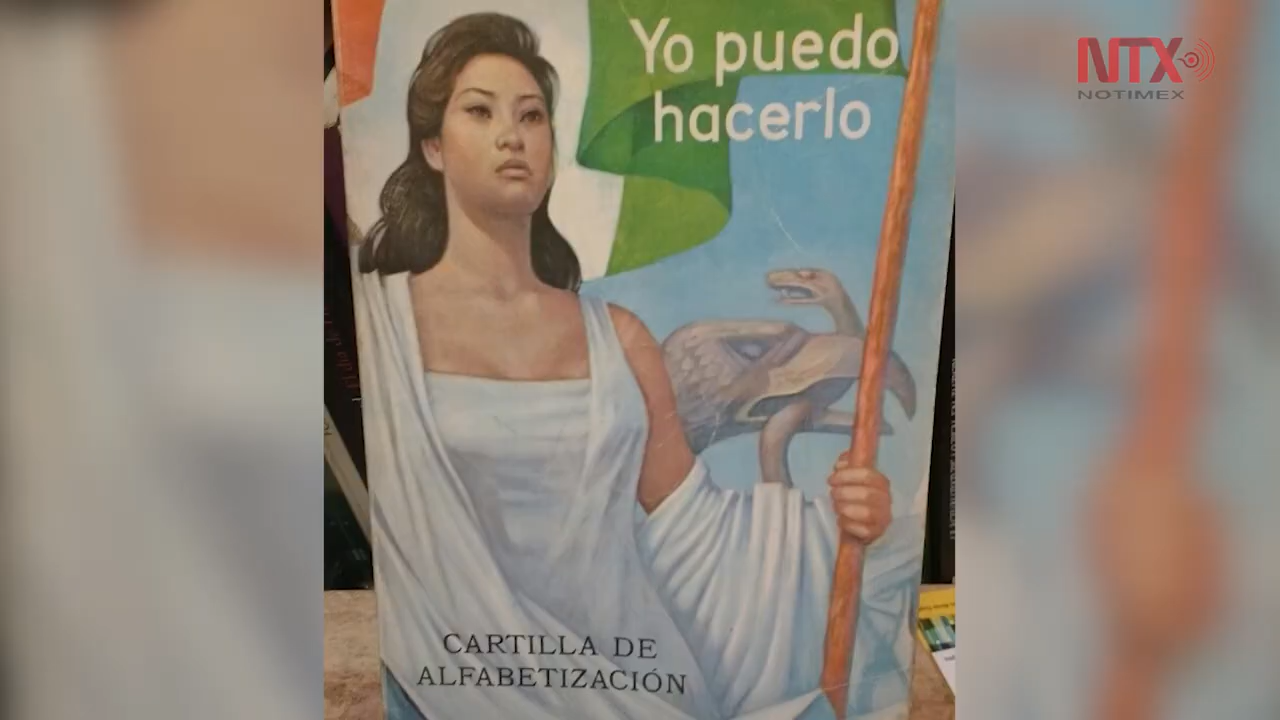 Yo puedo
hacerlo
NTX
NOTIMEX
CARTILLA DE
ALFABETIZACIÓN